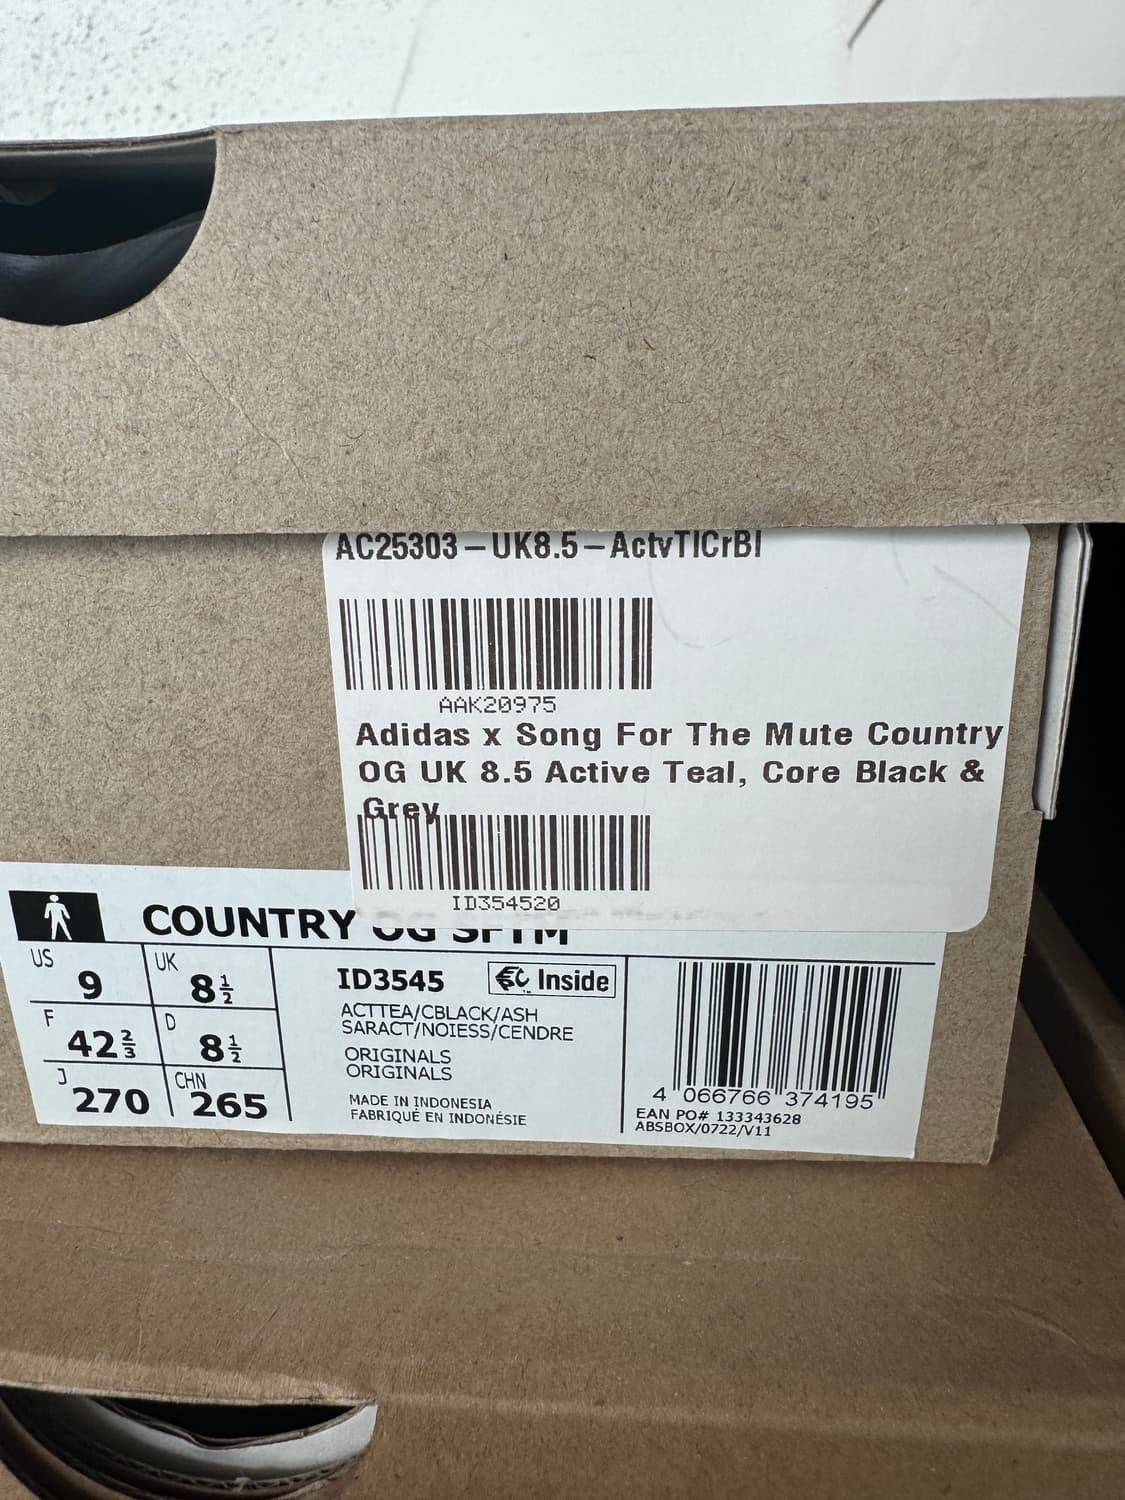 AC25303-UK8.5-ActvTlCrBl
AAK20975
Adidas x Song For The Mute Country
OG UK 8.5 Active Teal, Core Black &
Grey
ID354520
COUNTRY OG SFTM
US 9
UK 8½
F 42⅔
D 8½
J 270
CHN 265
ID3545
Inside
ACTTEA/CBLACK/ASH
SARACT/NOIESS/CENDRE
ORIGINALS
ORIGINALS
MADE IN INDONESIA
FABRIQUÉ EN INDONÉSIE
4 066766 374195
EAN PO# 133343628
ABSBOX/0722/V11